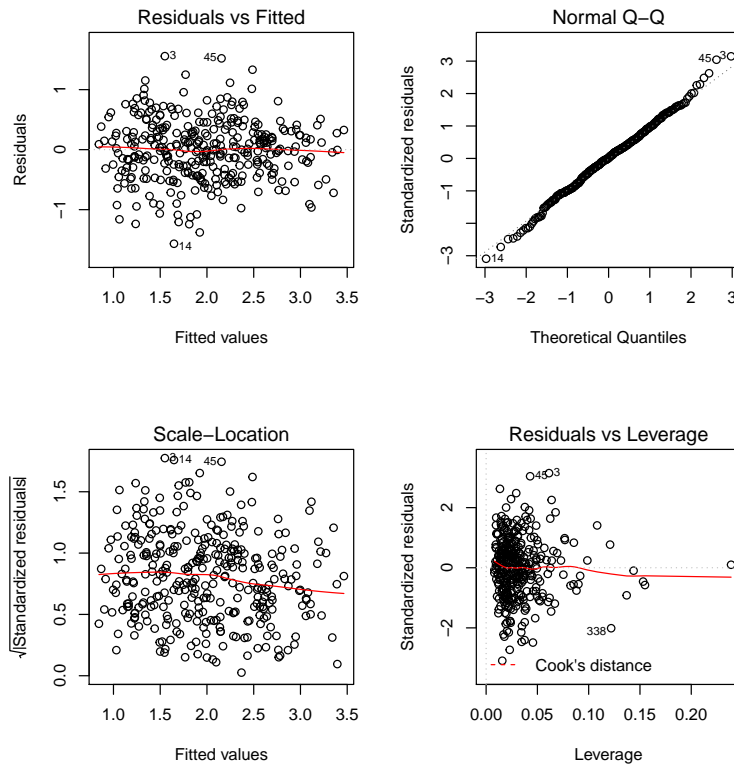 Residuals vs Fitted
Residuals
−1
0
1
3
45
14
1.0 1.5 2.0 2.5 3.0 3.5
Fitted values
Normal Q−Q
Standardized residuals
−3
−1
0
1
2
3
45
3
14
−3 −2 −1 0 1 2 3
Theoretical Quantiles
Scale−Location
√|Standardized residuals|
0.0
0.5
1.0
1.5
3
14
45
1.0 1.5 2.0 2.5 3.0 3.5
Fitted values
Residuals vs Leverage
Standardized residuals
−2
0
2
45
3
338
Cook's distance
0.00 0.05 0.10 0.20
Leverage